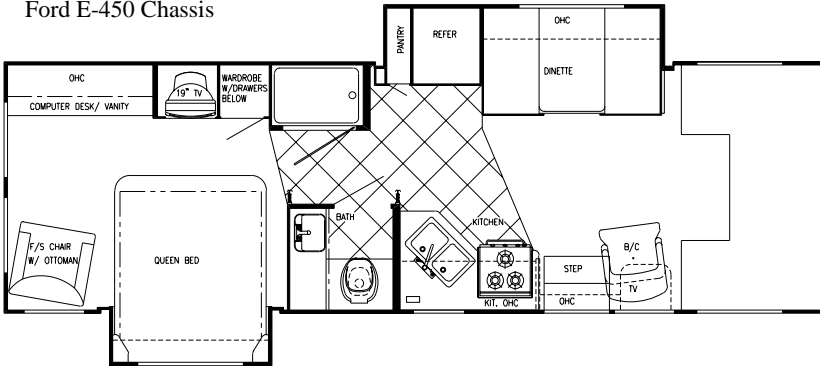 Ford E-450 Chassis
PANTRY
REFER
OHC
DINETTE
OHC
COMPUTER DESK/ VANITY
19" TV
WARDROBE
W/DRAWERS
BELOW
F/S CHAIR
W/ OTTOMAN
QUEEN BED
BATH
KITCHEN
KIT. OHC
STEP
OHC
B/C
TV